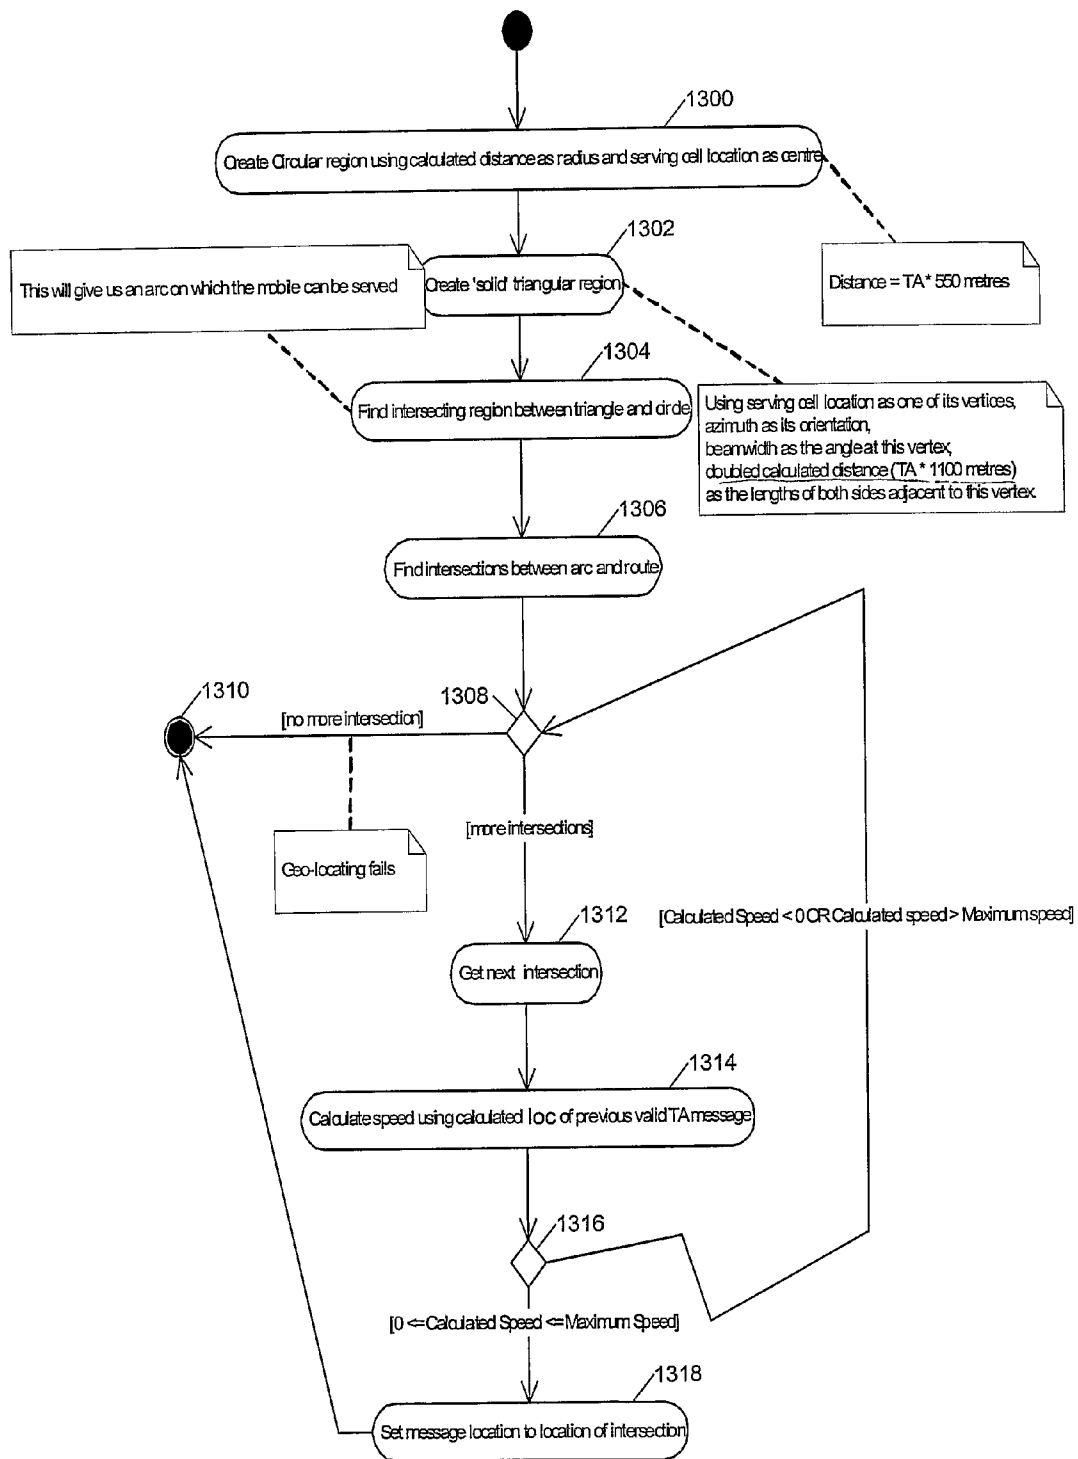 1300
Create Circular region using calculated distance as radius and serving cell location as centre
1302
This will give us an arc on which the mobile can be served
Create 'solid' triangular region
Distance = TA* 550 metres
1304
Find intersecting region between triangle and circle
Using serving cell location as one of its vertices,
azimuth as its orientation,
beamwidth as the angle at this vertex,
doubled calculated distance (TA * 1100 metres)
as the lengths of both sides adjacent to this vertex.
1306
Find intersections between arc and route
1310
1308
[no more intersection]
[more intersections]
Geo-locating fails
1312
[Calculated Speed < 0 OR Calculated speed > Maximum speed]
Get next intersection
1314
Calculate speed using calculated loc of previous valid TA message
1316
[0 <=Calculated Speed <=Maximum Speed]
1318
Set message location to location of intersection